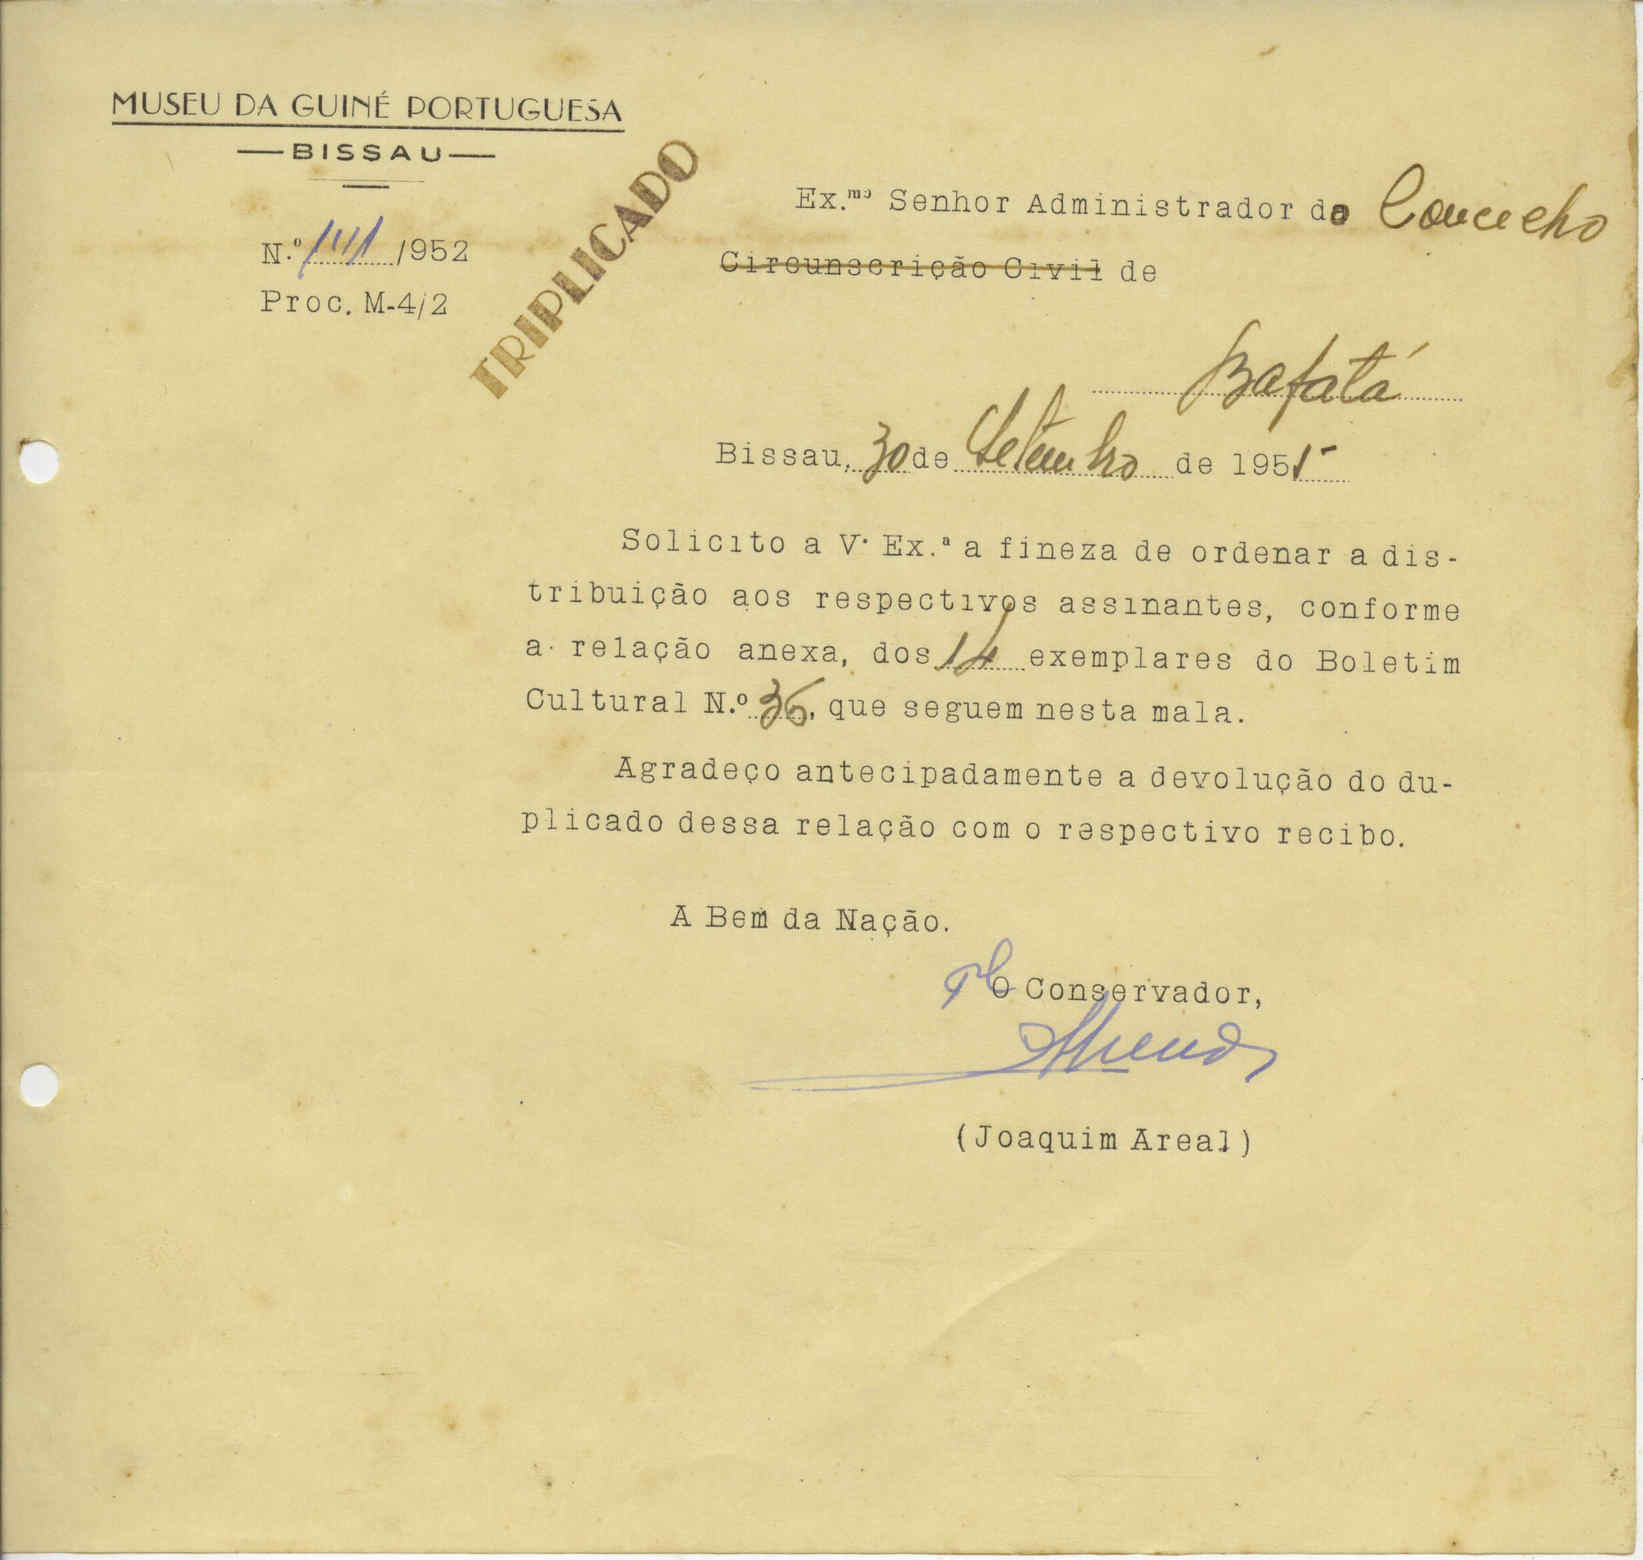 MUSEU DA GUINÉ PORTUGUESA
—BISSAU—
TRIPLICADO
N.º 141 /952
Proc. M-4/2
Ex.mo Senhor Administrador do Concelho
Circunscrição Civil de
Bafatá
Bissau, 30 de Setembro de 1955
Solicito a V. Ex.ª a fineza de ordenar a dis-
tribuição aos respectivos assinantes, conforme
a relação anexa, dos 14 exemplares do Boletim
Cultural N.º 36, que seguem nesta mala.
Agradeço antecipadamente a devolução do du-
plicado dessa relação com o respectivo recibo.
A Bem da Nação.
O Conservador,
(Joaquim Areal)